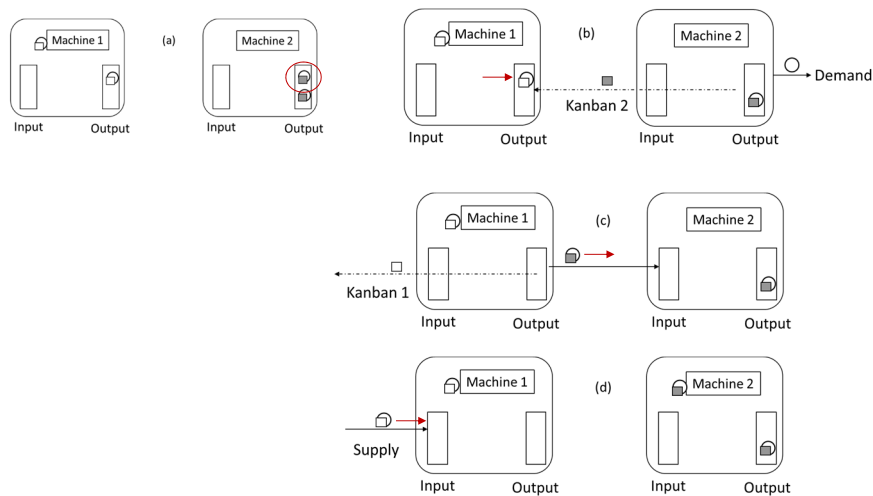 Machine 1
(a)
Machine 2
Input
Output
Input
Output
Machine 1
(b)
Machine 2
Demand
Kanban 2
Input
Output
Input
Output
Machine 1
(c)
Machine 2
Kanban 1
Input
Output
Input
Output
Machine 1
(d)
Machine 2
Supply
Input
Output
Input
Output